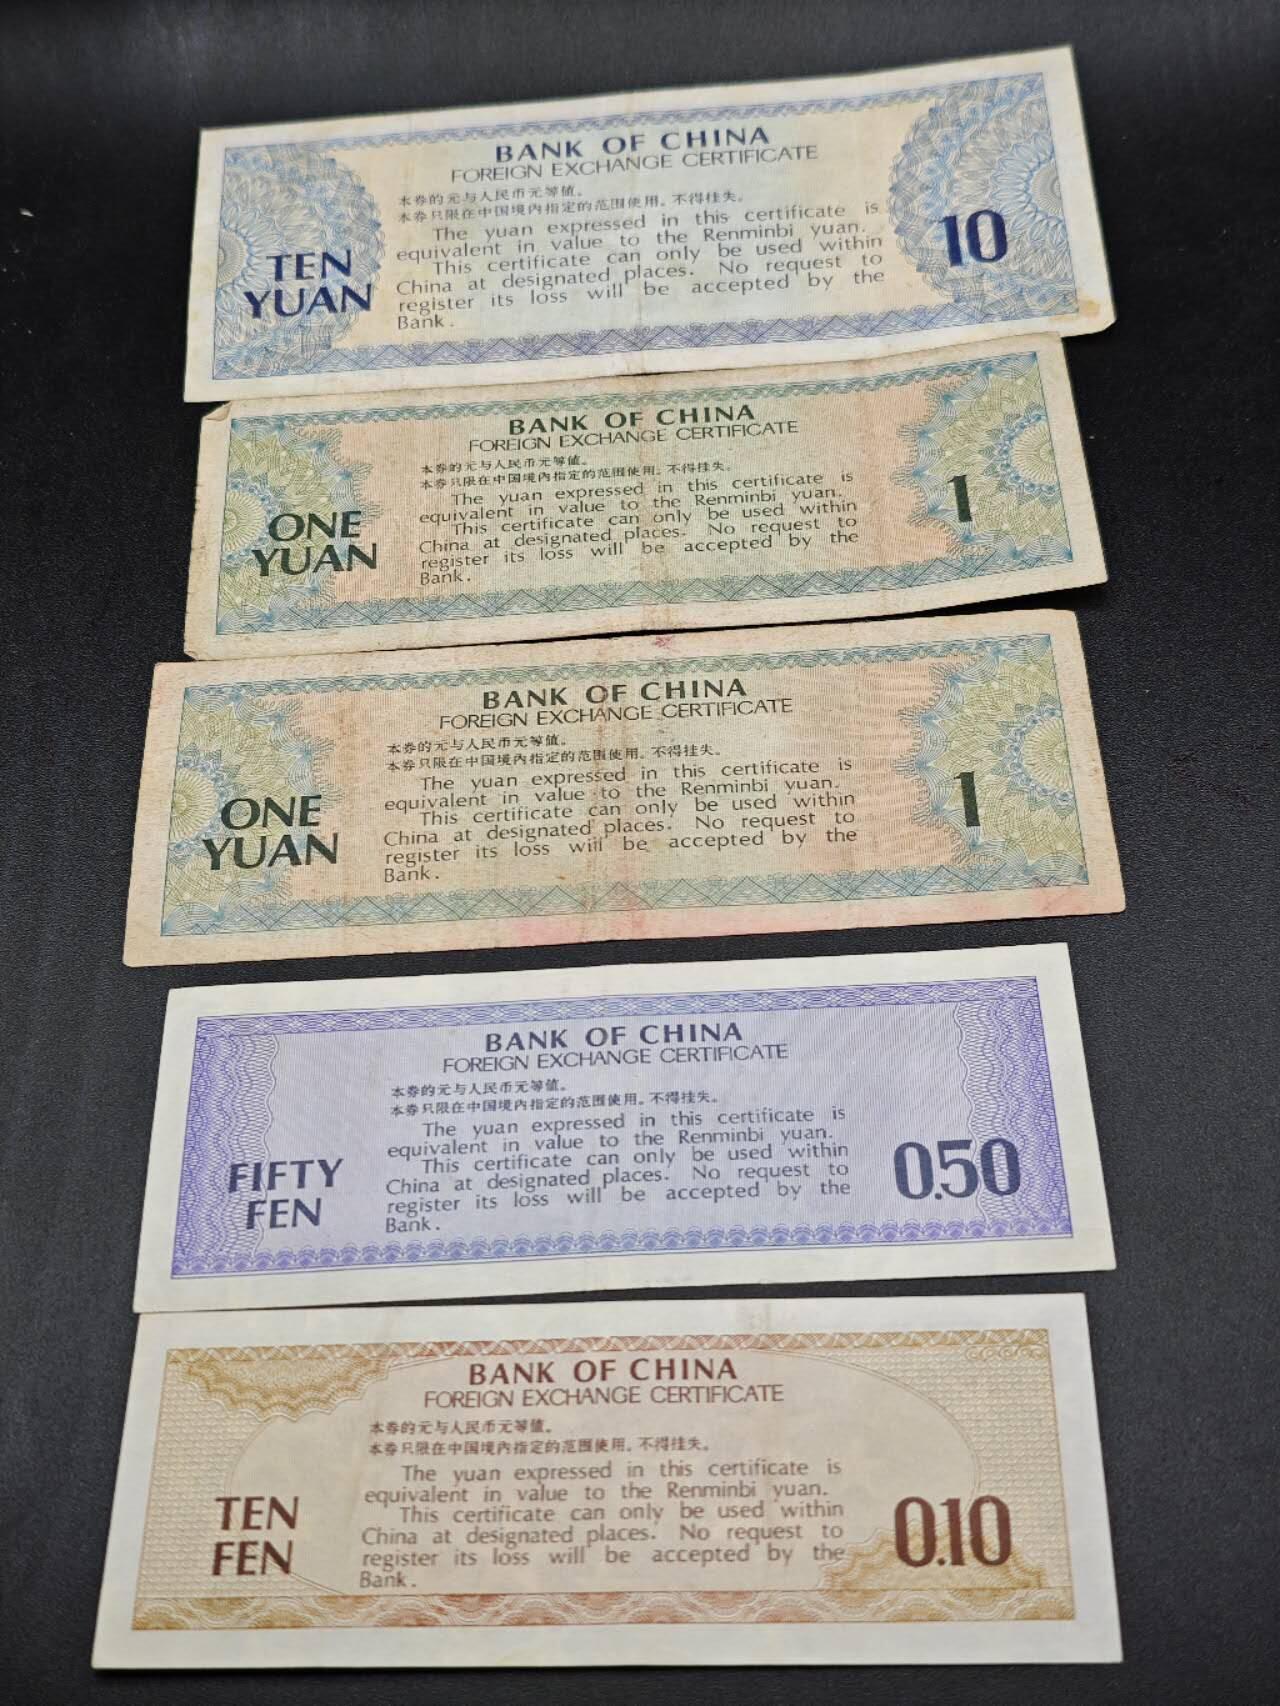 BANK OF CHINA
FOREIGN EXCHANGE CERTIFICATE
本券的元与人民币元等值。
本券只限在中国境内指定的范围使用。不得挂失。
The yuan expressed in this certificate is
equivalent in value to the Renminbi yuan.
This certificate can only be used within
China at designated places. No request to
register its loss will be accepted by the
Bank.
TEN
YUAN
10
BANK OF CHINA
FOREIGN EXCHANGE CERTIFICATE
本券的元与人民币元等值。
本券只限在中国境内指定的范围使用。不得挂失。
The yuan expressed in this certificate is
equivalent in value to the Renminbi yuan.
This certificate can only be used within
China at designated places. No request to
register its loss will be accepted by the
Bank.
ONE
YUAN
1
BANK OF CHINA
FOREIGN EXCHANGE CERTIFICATE
本券的元与人民币元等值。
本券只限在中国境内指定的范围使用。不得挂失。
The yuan expressed in this certificate is
equivalent in value to the Renminbi yuan.
This certificate can only be used within
China at designated places. No request to
register its loss will be accepted by the
Bank.
ONE
YUAN
1
BANK OF CHINA
FOREIGN EXCHANGE CERTIFICATE
本券的元与人民币元等值。
本券只限在中国境内指定的范围使用。不得挂失。
The yuan expressed in this certificate is
equivalent in value to the Renminbi yuan.
This certificate can only be used within
China at designated places. No request to
register its loss will be accepted by the
Bank.
FIFTY
FEN
0.50
BANK OF CHINA
FOREIGN EXCHANGE CERTIFICATE
本券的元与人民币元等值。
本券只限在中国境内指定的范围使用。不得挂失。
The yuan expressed in this certificate is
equivalent in value to the Renminbi yuan.
This certificate can only be used within
China at designated places. No request to
register its loss will be accepted by the
Bank.
TEN
FEN
0.10